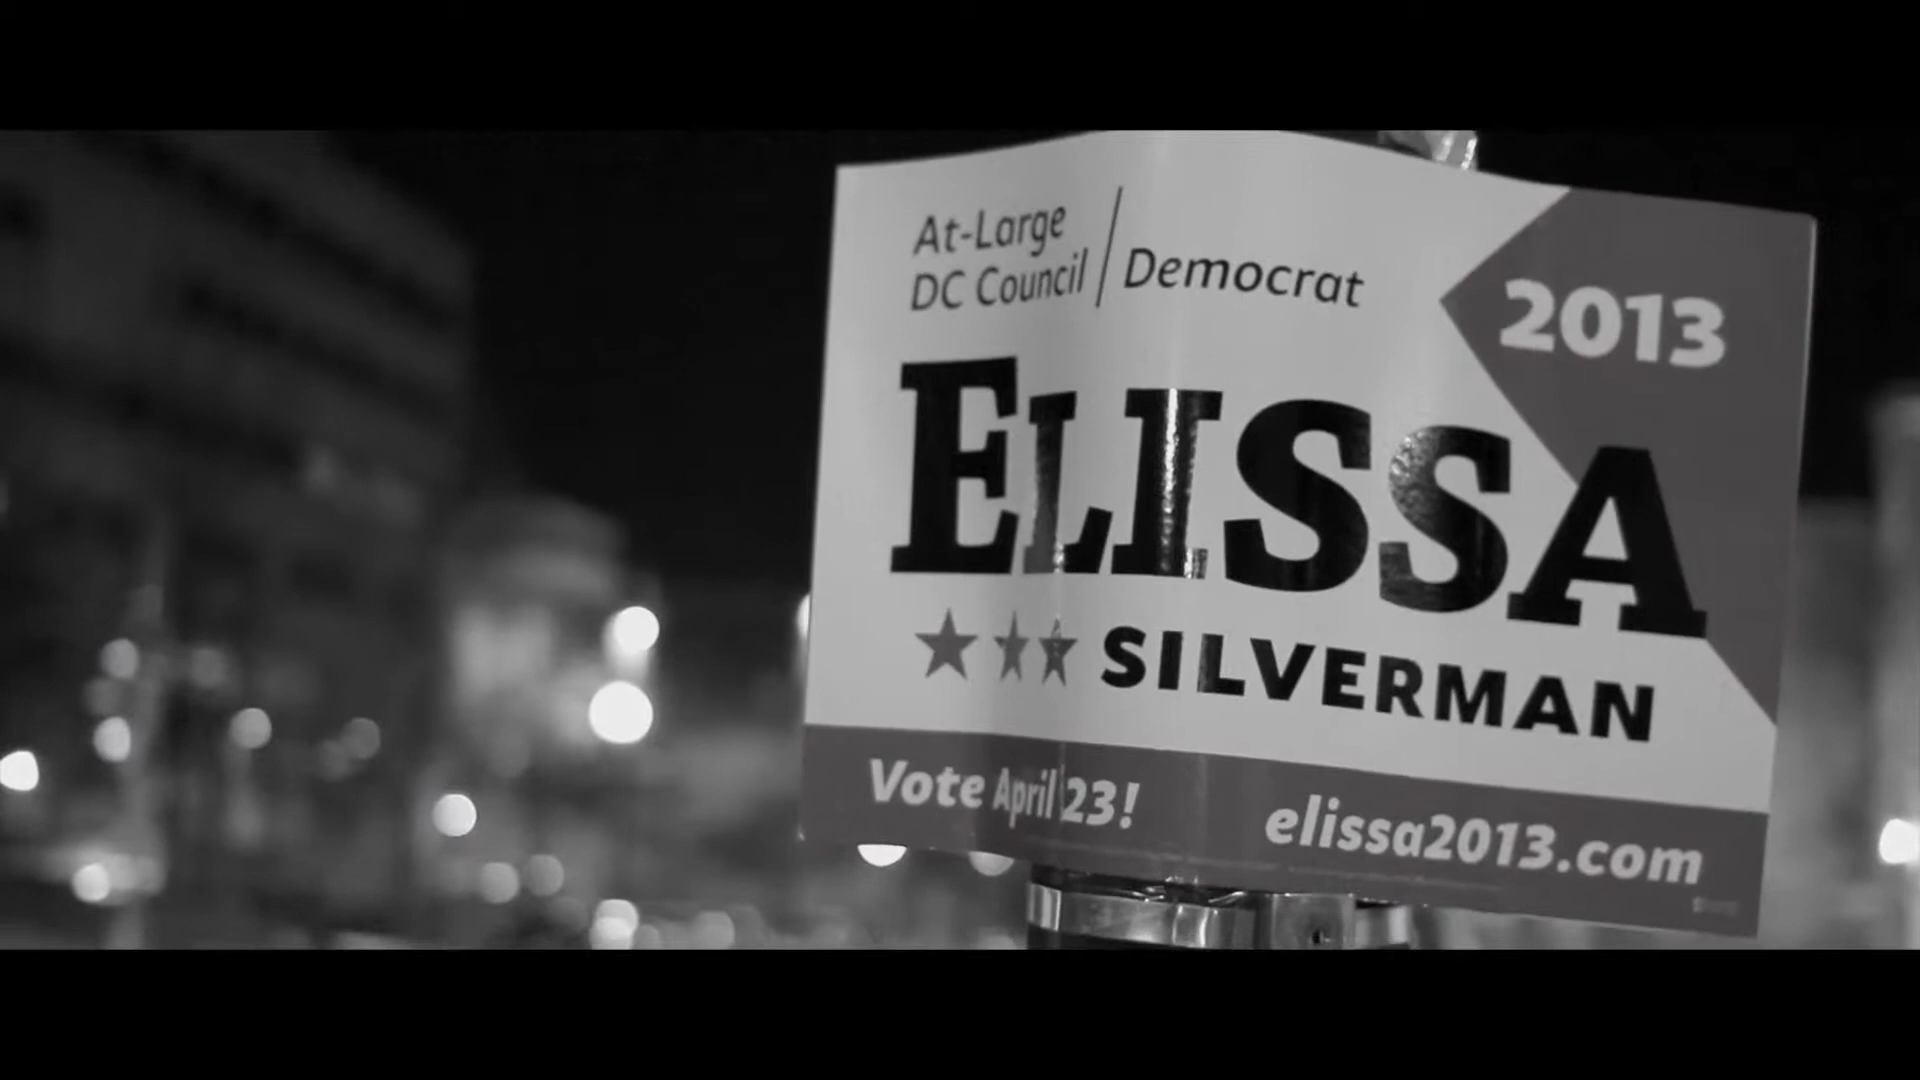 At-Large
DC Council / Democrat
2013
ELISSA
SILVERMAN
Vote April 23!
elissa2013.com